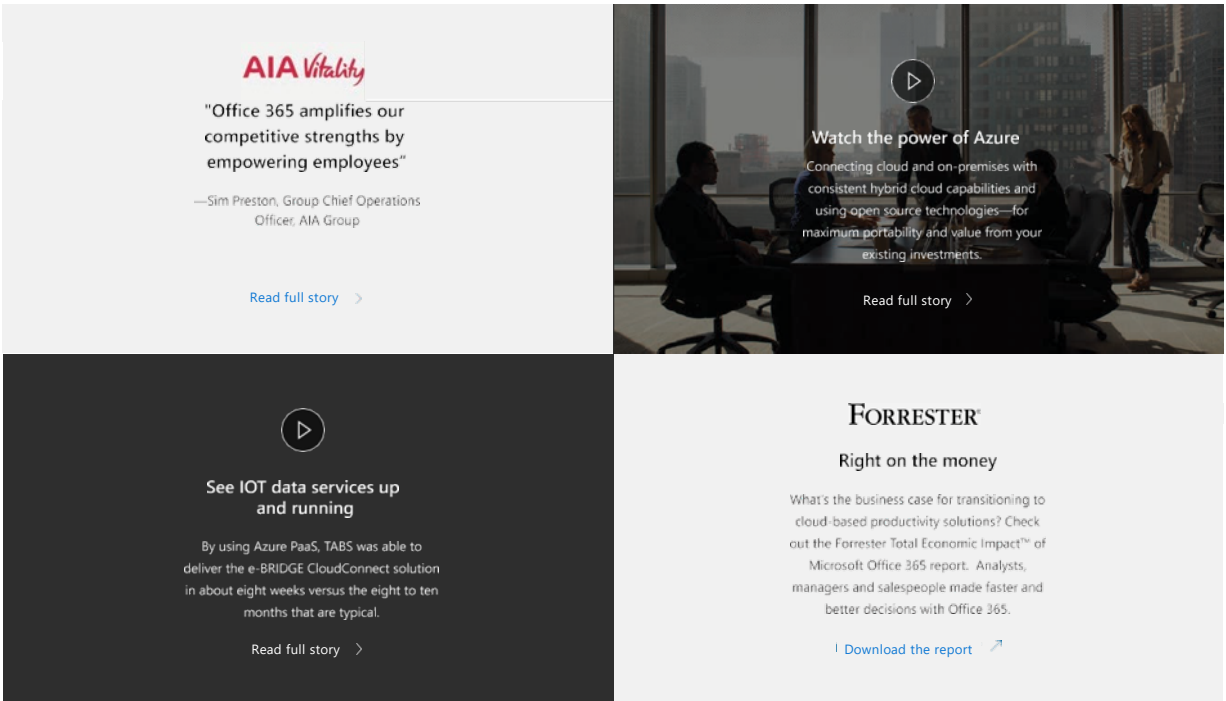 AIA Vitality
"Office 365 amplifies our
competitive strengths by
empowering employees"
—Sim Preston, Group Chief Operations
Officer, AIA Group
Read full story
Watch the power of Azure
Connecting cloud and on-premises with
consistent hybrid cloud capabilities and
using open source technologies—for
maximum portability and value from your
existing investments.
Read full story
See IOT data services up
and running
By using Azure PaaS, TABS was able to
deliver the e-BRIDGE CloudConnect solution
in about eight weeks versus the eight to ten
months that are typical.
Read full story
FORRESTER®
Right on the money
What's the business case for transitioning to
cloud-based productivity solutions? Check
out the Forrester Total Economic Impact™ of
Microsoft Office 365 report. Analysts,
managers and salespeople made faster and
better decisions with Office 365.
Download the report